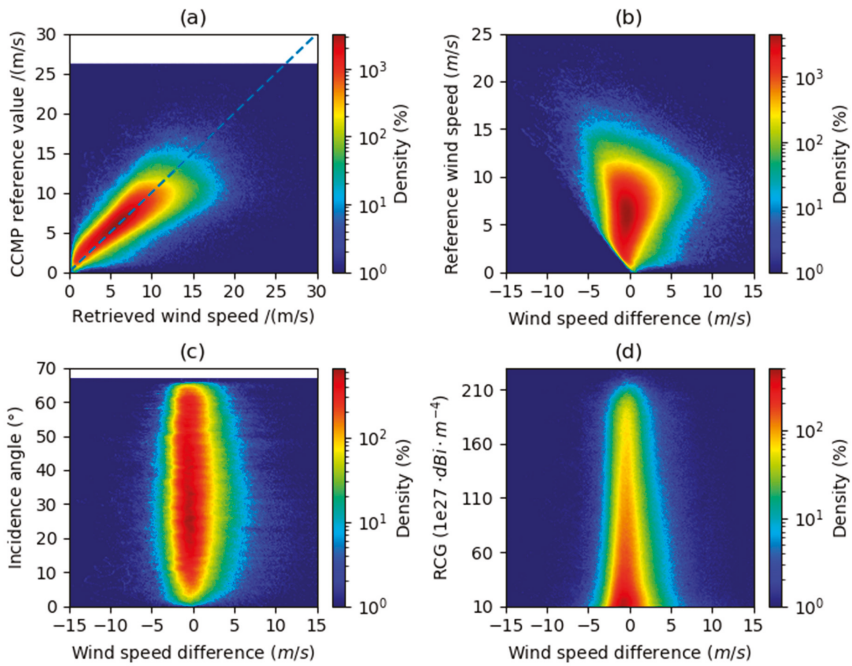 (a)
CCMP reference value /(m/s)
30
25
20
15
10
5
0
0 5 10 15 20 25 30
Retrieved wind speed /(m/s)
10³
10²
10¹
10⁰
Density (%)
(b)
Reference wind speed (m/s)
25
20
15
10
5
0
−15 −10 −5 0 5 10 15
Wind speed difference (m/s)
10³
10²
10¹
10⁰
Density (%)
(c)
Incidence angle (°)
70
60
50
40
30
20
10
0
−15 −10 −5 0 5 10 15
Wind speed difference (m/s)
10²
10¹
10⁰
Density (%)
(d)
RCG (1e27 ·dBi·m⁻⁴)
210
160
110
60
10
−15 −10 −5 0 5 10 15
Wind speed difference (m/s)
10²
10¹
10⁰
Density (%)